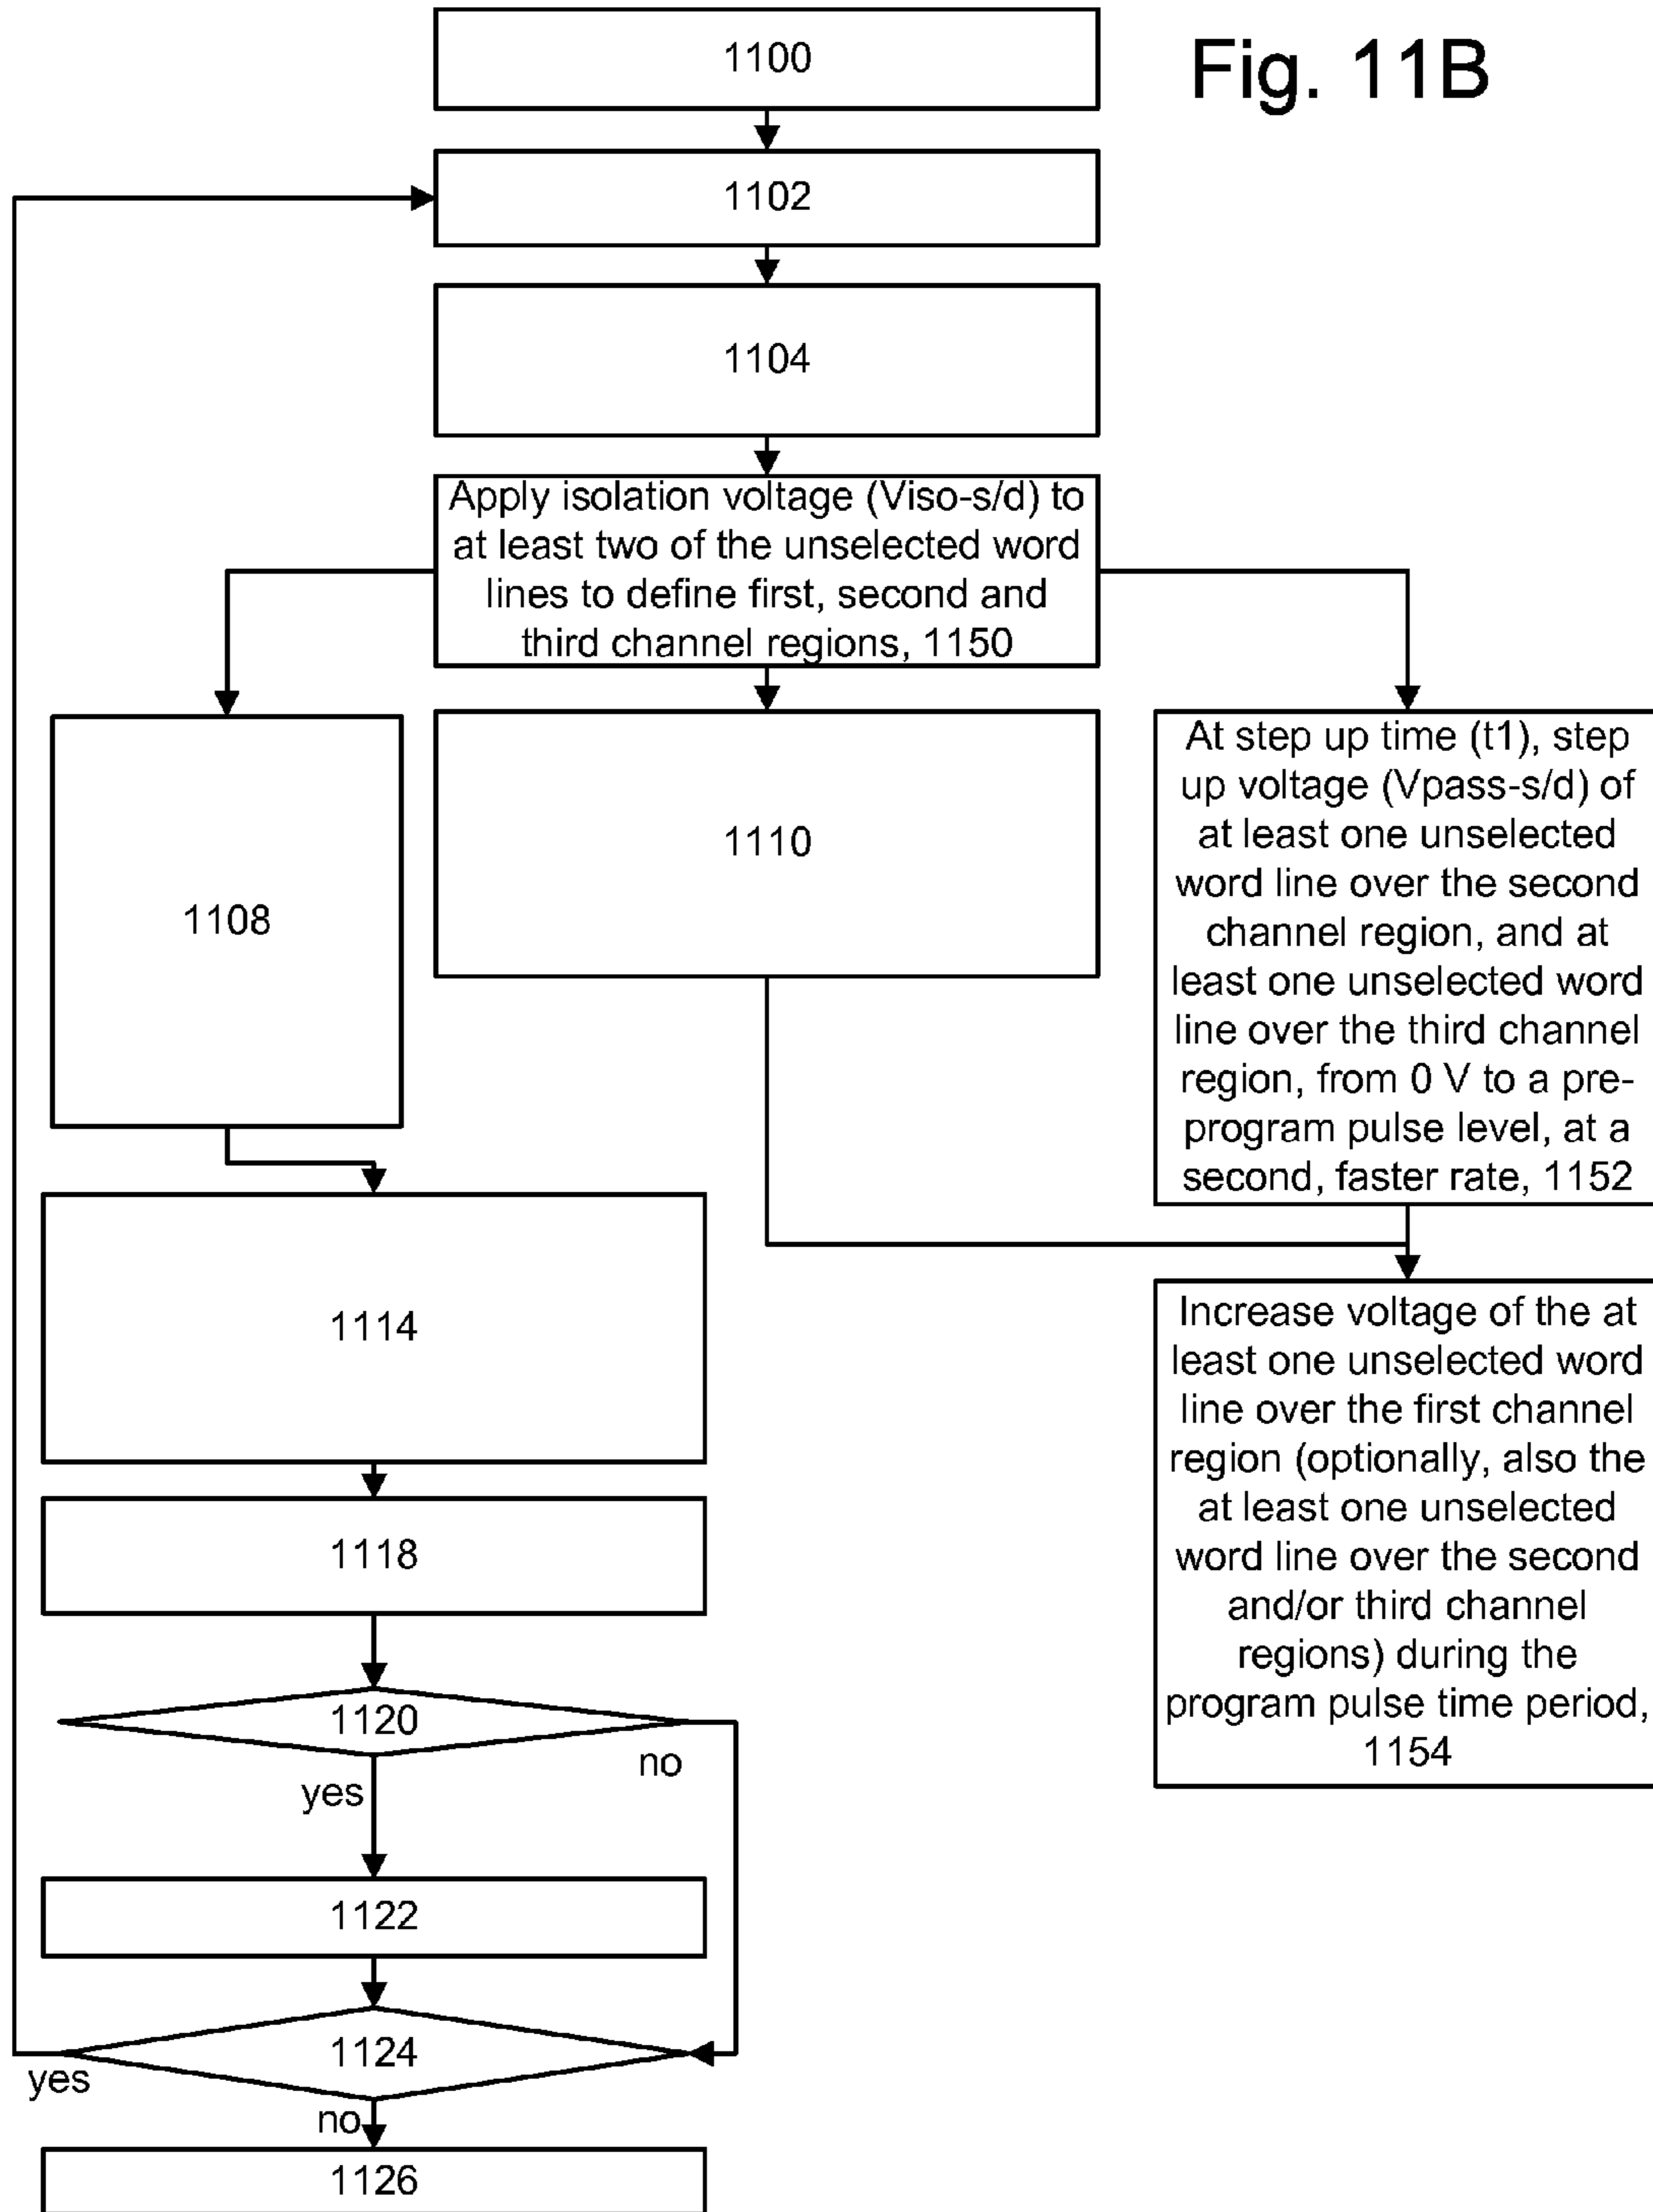 Fig. 11B
1100
1102
1104
Apply isolation voltage (Viso-s/d) to
at least two of the unselected word
lines to define first, second and
third channel regions, 1150
1108
1110
At step up time (t1), step
up voltage (Vpass-s/d) of
at least one unselected
word line over the second
channel region, and at
least one unselected word
line over the third channel
region, from 0 V to a pre-
program pulse level, at a
second, faster rate, 1152
1114
Increase voltage of the at
least one unselected word
line over the first channel
region (optionally, also the
at least one unselected
word line over the second
and/or third channel
regions) during the
program pulse time period,
1154
1118
1120
no
yes
1122
1124
yes
no
1126